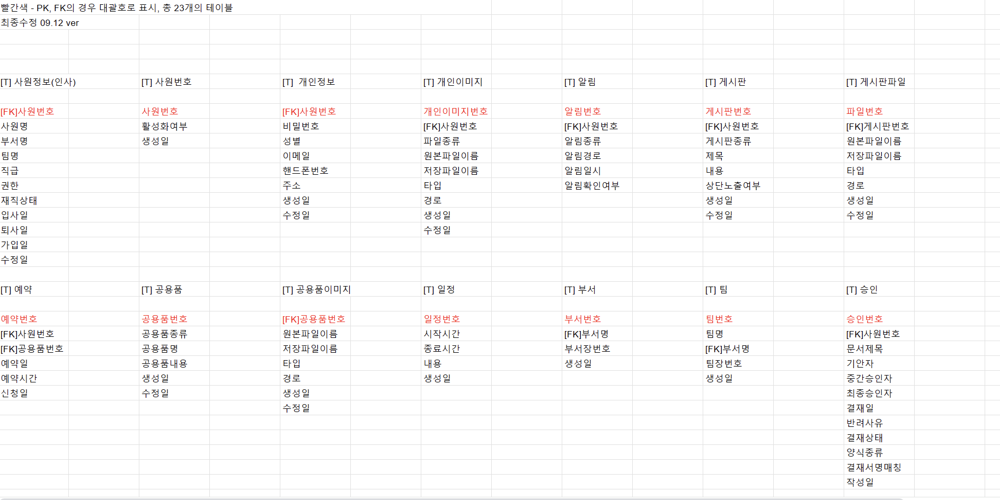 빨간색 - PK, FK의 경우 대괄호로 표시, 총 23개의 테이블
최종수정 09.12 ver
[T] 사원정보(인사)
[FK]사원번호
사원명
부서명
팀명
직급
권한
재직상태
입사일
퇴사일
가입일
수정일
[T] 사원번호
사원번호
활성화여부
생성일
[T] 개인정보
[FK]사원번호
비밀번호
성별
이메일
핸드폰번호
주소
생성일
수정일
[T] 개인이미지
개인이미지번호
[FK]사원번호
파일종류
원본파일이름
저장파일이름
타입
경로
생성일
수정일
[T] 알림
알림번호
[FK]사원번호
알림종류
알림경로
알림일시
알림확인여부
[T] 게시판
게시판번호
[FK]사원번호
게시판종류
제목
내용
상단노출여부
생성일
수정일
[T] 게시판파일
파일번호
[FK]게시판번호
원본파일이름
저장파일이름
타입
경로
생성일
수정일
[T] 예약
예약번호
[FK]사원번호
[FK]공용품번호
예약일
예약시간
신청일
[T] 공용품
공용품번호
공용품종류
공용품명
공용품내용
생성일
수정일
[T] 공용품이미지
[FK]공용품번호
원본파일이름
저장파일이름
타입
경로
생성일
수정일
[T] 일정
일정번호
시작시간
종료시간
내용
생성일
[T] 부서
부서번호
[FK]부서명
부서장번호
생성일
[T] 팀
팀번호
팀명
[FK]부서명
팀장번호
생성일
[T] 승인
승인번호
[FK]사원번호
문서제목
기안자
중간승인자
최종승인자
결재일
반려사유
결재상태
양식종류
결재서명매칭
작성일